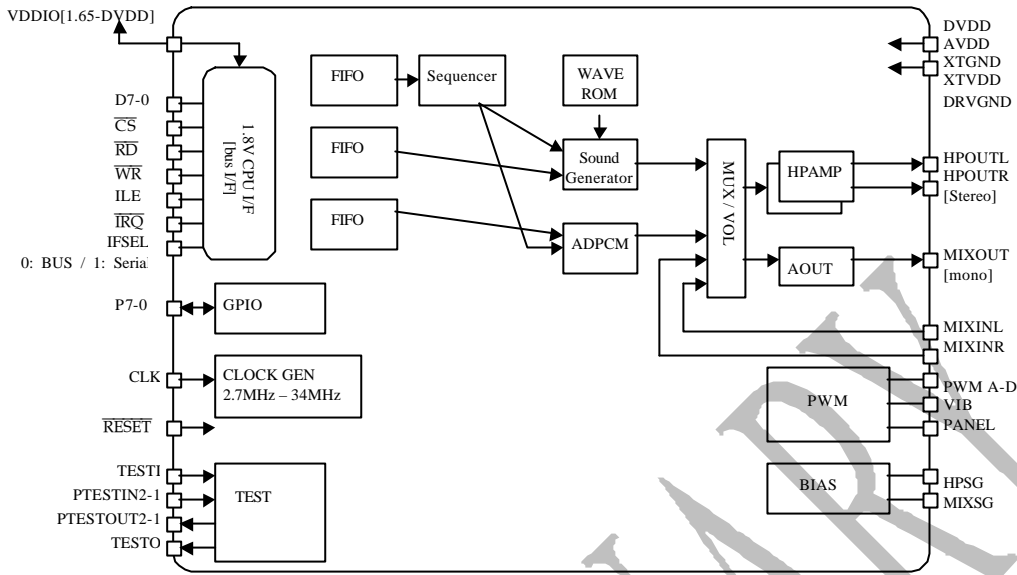 VDDIO[1.65-DVDD]
D7-0
CS
RD
WR
ILE
IRQ
IFSEL
0: BUS / 1: Serial
P7-0
CLK
RESET
TESTI
PTESTIN2-1
PTESTOUT2-1
TESTO
1.8V CPU I/F
[bus I/F]
GPIO
CLOCK GEN
2.7MHz – 34MHz
TEST
FIFO
Sequencer
WAVE
ROM
FIFO
Sound
Generator
FIFO
ADPCM
MUX / VOL
HPAMP
AOUT
PWM
BIAS
DVDD
AVDD
XTGND
XTVDD
DRVGND
HPOUTL
HPOUTR
[Stereo]
MIXOUT
[mono]
MIXINL
MIXINR
PWM A-D
VIB
PANEL
HPSG
MIXSG